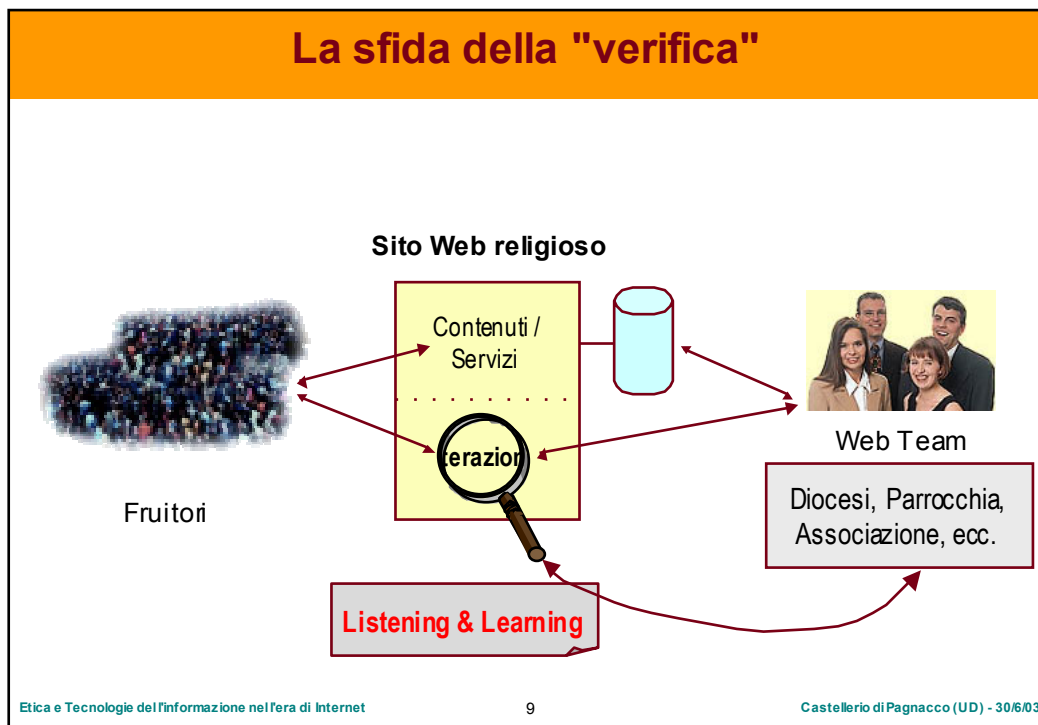 La sfida della "verifica"
Sito Web religioso
Contenuti /
Servizi
terazion
Fruitori
Web Team
Diocesi, Parrocchia,
Associazione, ecc.
Listening & Learning
Etica e Tecnologie dell'informazione nell'era di Internet
9
Castellerio di Pagnacco (UD) - 30/6/03